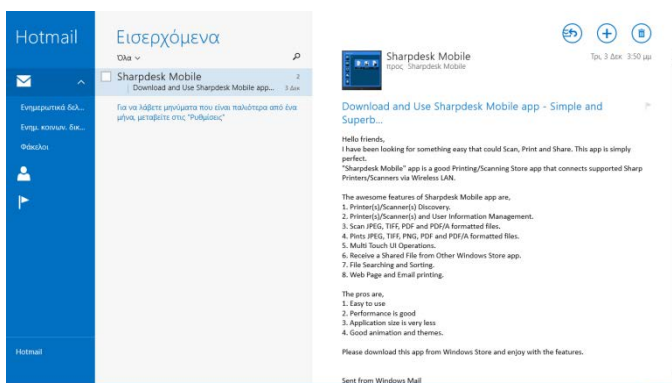 Hotmail
Ενημερωτικά δελ...
Ενημ. κοινων. δικ...
Φάκελοι
Hotmail
Εισερχόμενα
Όλα
Sharpdesk Mobile 2
Download and Use Sharpdesk Mobile app... 3 Δεκ
Για να λάβετε μηνύματα που είναι παλιότερα από ένα
μήνα, μεταβείτε στις "Ρυθμίσεις"
Sharpdesk Mobile
προς Sharpdesk Mobile
Τρι, 3 Δεκ 3:50 μμ
Download and Use Sharpdesk Mobile app - Simple and
Superb...
Hello friends,
I have been looking for something easy that could Scan, Print and Share. This app is simply
perfect.
"Sharpdesk Mobile" app is a good Printing/Scanning Store app that connects supported Sharp
Printers/Scanners via Wireless LAN.
The awesome features of Sharpdesk Mobile app are,
1. Printer(s)/Scanner(s) Discovery.
2. Printer(s)/Scanner(s) and User Information Management.
3. Scan JPEG, TIFF, PDF and PDF/A formatted files.
4. Pints JPEG, TIFF, PNG, PDF and PDF/A formatted files.
5. Multi Touch UI Operations.
6. Receive a Shared File from Other Windows Store app.
7. File Searching and Sorting.
8. Web Page and Email printing.
The pros are,
1. Easy to use
2. Performance is good
3. Application size is very less
4. Good animation and themes.
Please download this app from Windows Store and enjoy with the features.
Sent from Windows Mail